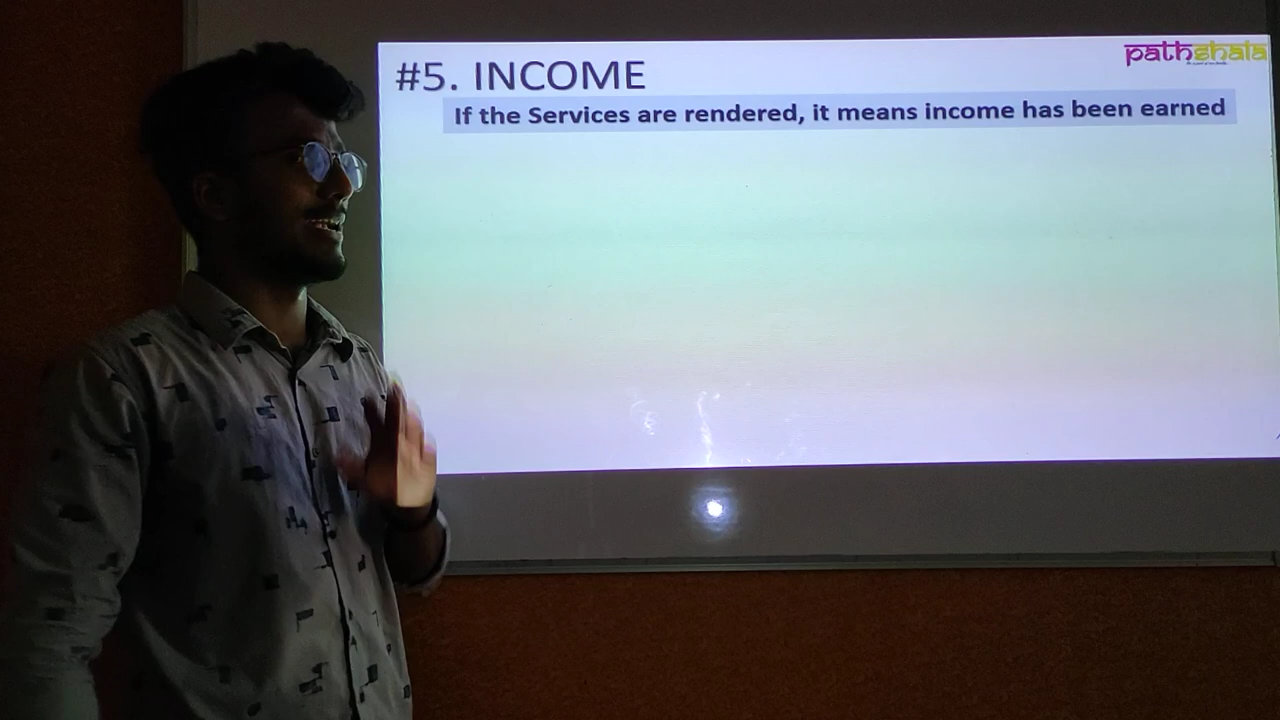 pathshala
#5. INCOME
If the Services are rendered, it means income has been earned